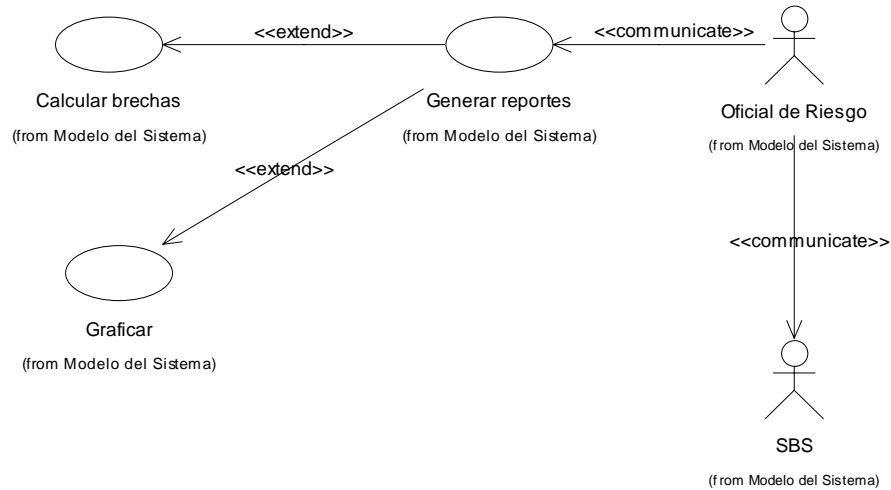 <<extend>>
<<communicate>>
Calcular brechas
(from Modelo del Sistema)
Generar reportes
(from Modelo del Sistema)
Oficial de Riesgo
(from Modelo del Sistema)
<<extend>>
<<communicate>>
Graficar
(from Modelo del Sistema)
SBS
(from Modelo del Sistema)